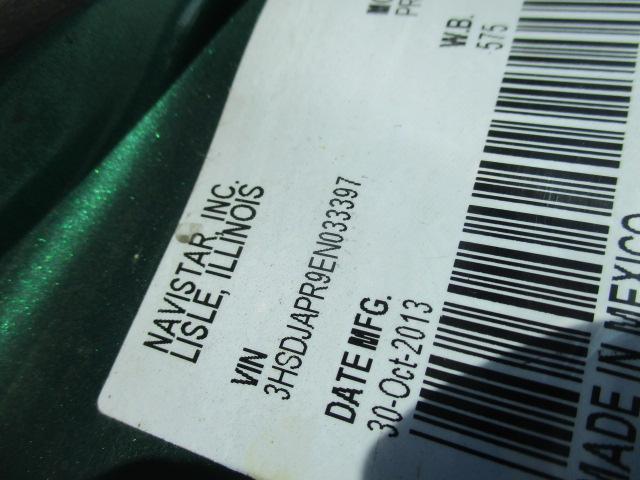 NAVISTAR, INC.
LISLE, ILLINOIS
VIN
3HSDJAPR9EN033397
DATE MFG.
30-Oct-2013
W.B.
575
MADE IN MEXICO